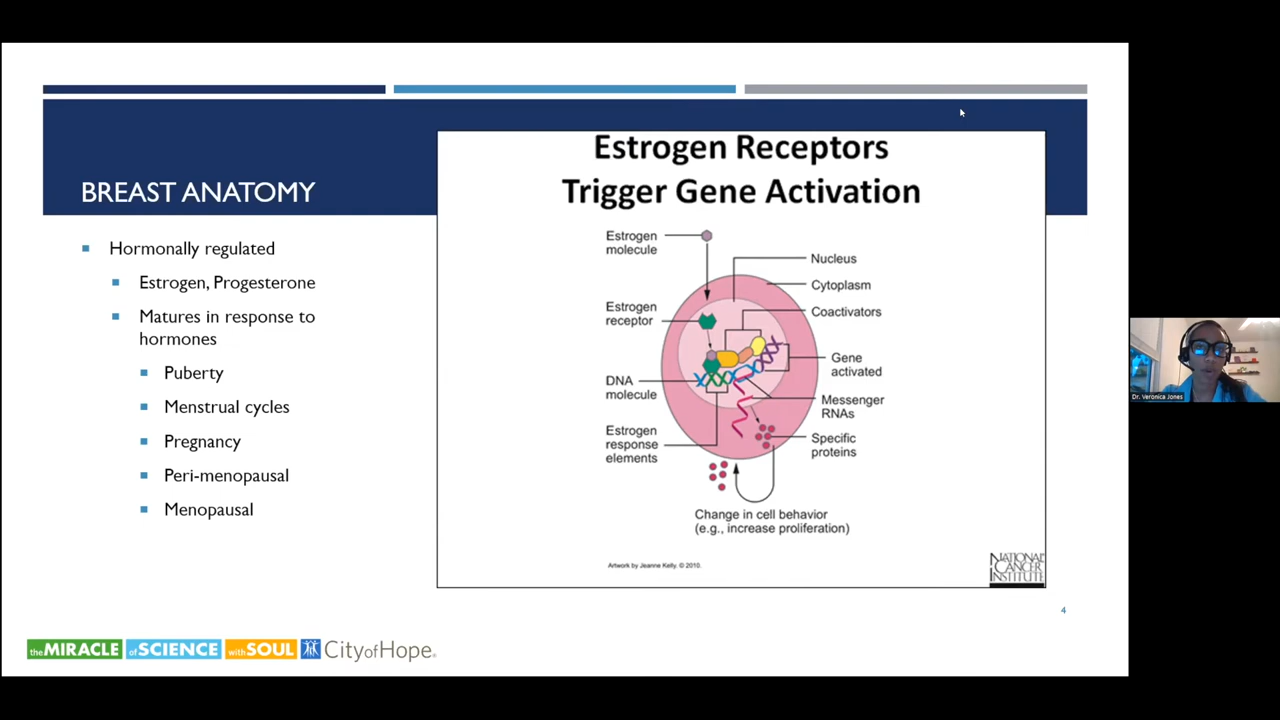 BREAST ANATOMY
Hormonally regulated
Estrogen, Progesterone
Matures in response to
hormones
Puberty
Menstrual cycles
Pregnancy
Peri-menopausal
Menopausal
Estrogen Receptors
Trigger Gene Activation
Estrogen
molecule
Nucleus
Cytoplasm
Estrogen
receptor
Coactivators
Gene
activated
DNA
molecule
Messenger
RNAs
Estrogen
response
elements
Specific
proteins
Change in cell behavior
(e.g., increase proliferation)
Artwork by Jeanne Kelly. © 2010.
NATIONAL
CANCER
INSTITUTE
4
the MIRACLE of SCIENCE with SOUL City of Hope®
Dr. Veronica Jones